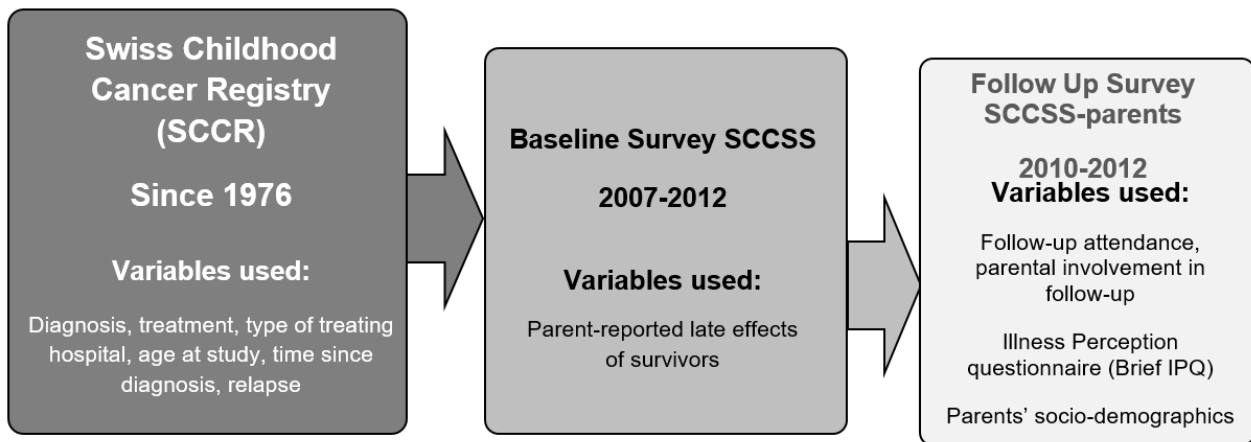 Swiss Childhood
Cancer Registry
(SCCR)
Since 1976
Variables used:
Diagnosis, treatment, type of treating
hospital, age at study, time since
diagnosis, relapse
Baseline Survey SCCSS
2007-2012
Variables used:
Parent-reported late effects
of survivors
Follow Up Survey
SCCSS-parents
2010-2012
Variables used:
Follow-up attendance,
parental involvement in
follow-up
Illness Perception
questionnaire (Brief IPQ)
Parents’ socio-demographics